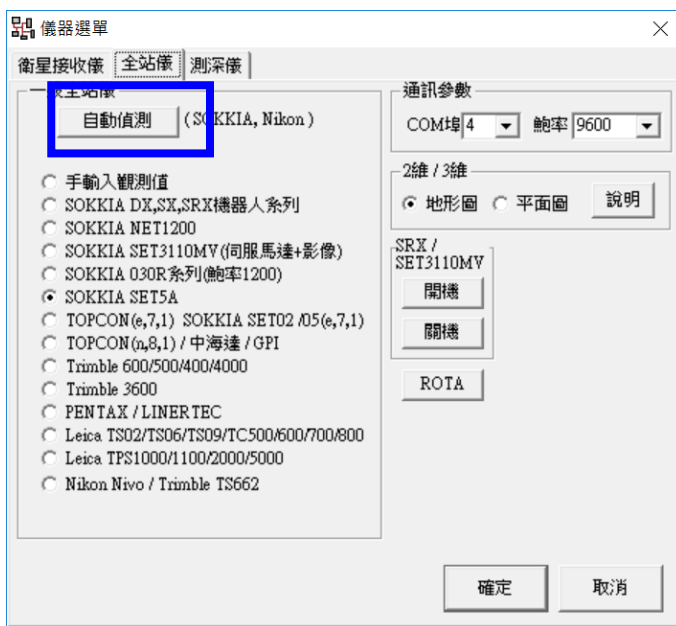 儀器選單
衛星接收儀 全站儀 測深儀
一般全站儀
自動偵測 (SOKKIA, Nikon)
手輸入觀測值
SOKKIA DX,SX,SRX機器人系列
SOKKIA NET1200
SOKKIA SET3110MV(伺服馬達+影像)
SOKKIA 030R系列(鮑率1200)
SOKKIA SET5A
TOPCON(e,7,1) SOKKIA SET02 /05(e,7,1)
TOPCON(n,8,1) / 中海達 / GPI
Trimble 600/500/400/4000
Trimble 3600
PENTAX / LINERTEC
Leica TS02/TS06/TS09/TC500/600/700/800
Leica TPS1000/1100/2000/5000
Nikon Nivo / Trimble TS662
通訊參數
COM埠 4 鮑率 9600
2維 / 3維
地形圖 平面圖 說明
SRX /
SET3110MV
開機
關機
ROTA
確定 取消